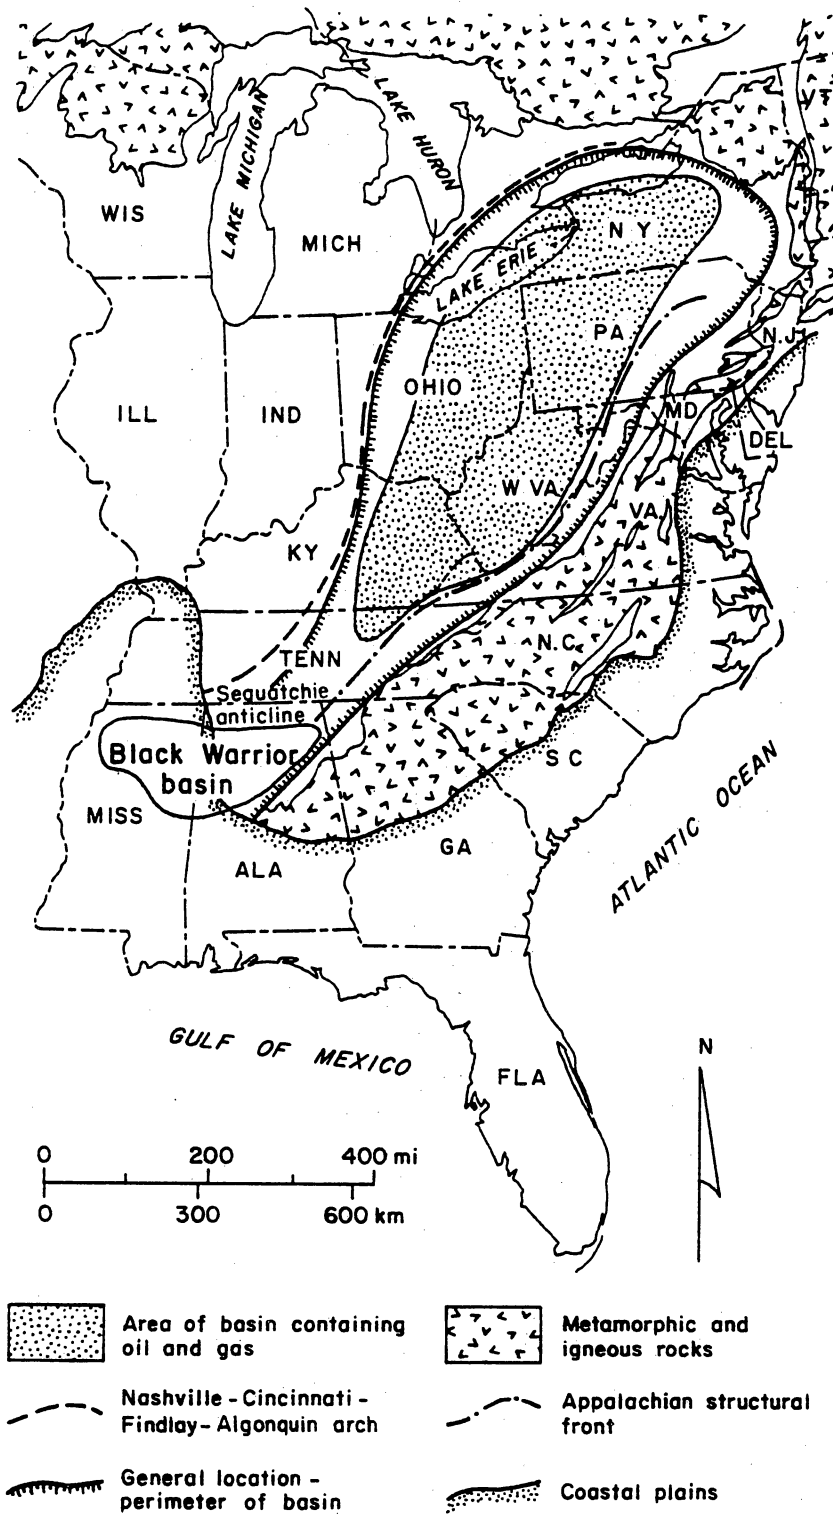 LAKE MICHIGAN
LAKE HURON
WIS
MICH
N Y
LAKE ERIE
PA
N.J.
OHIO
ILL
IND
MD
DEL
W VA
VA
KY
N.C.
TENN
Sequatchie
anticline
Black Warrior
basin
S C
MISS
GA
ALA
ATLANTIC OCEAN
GULF OF MEXICO
FLA
N
0 200 400 mi
0 300 600 km
Area of basin containing
oil and gas
Metamorphic and
igneous rocks
Nashville-Cincinnati-
Findlay-Algonquin arch
Appalachian structural
front
General location-
perimeter of basin
Coastal plains